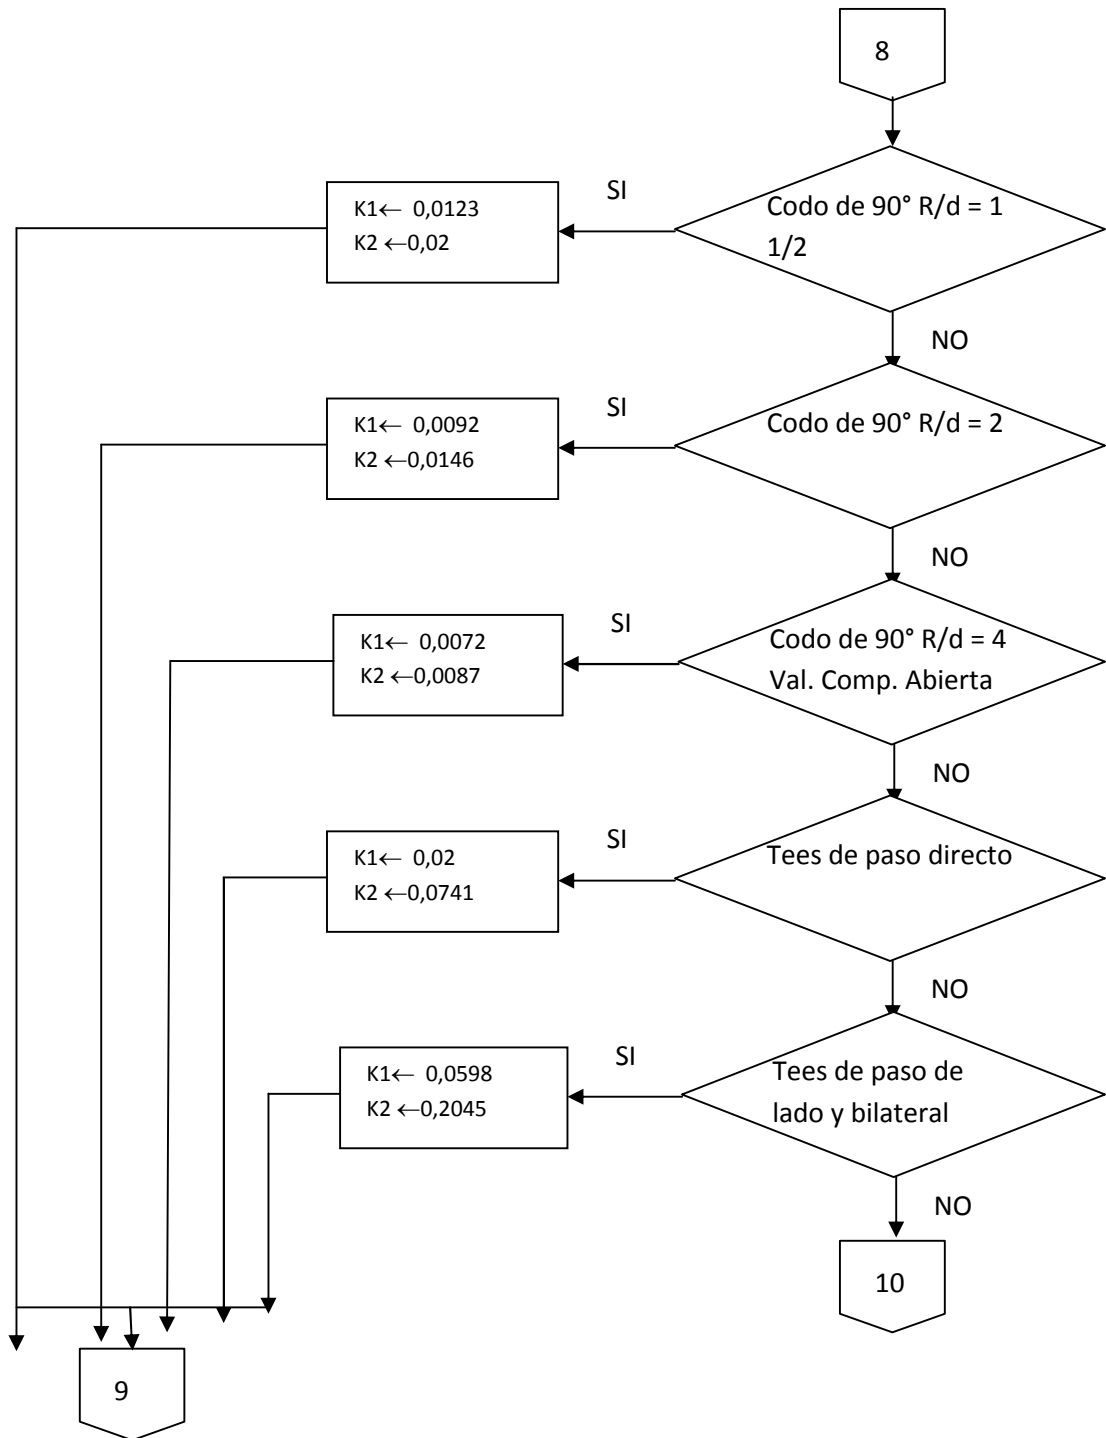 8
Codo de 90° R/d = 1
1/2
SI
K1← 0,0123
K2 ←0,02
NO
Codo de 90° R/d = 2
SI
K1← 0,0092
K2 ←0,0146
NO
Codo de 90° R/d = 4
Val. Comp. Abierta
SI
K1← 0,0072
K2 ←0,0087
NO
Tees de paso directo
SI
K1← 0,02
K2 ←0,0741
NO
Tees de paso de
lado y bilateral
SI
K1← 0,0598
K2 ←0,2045
NO
10
9